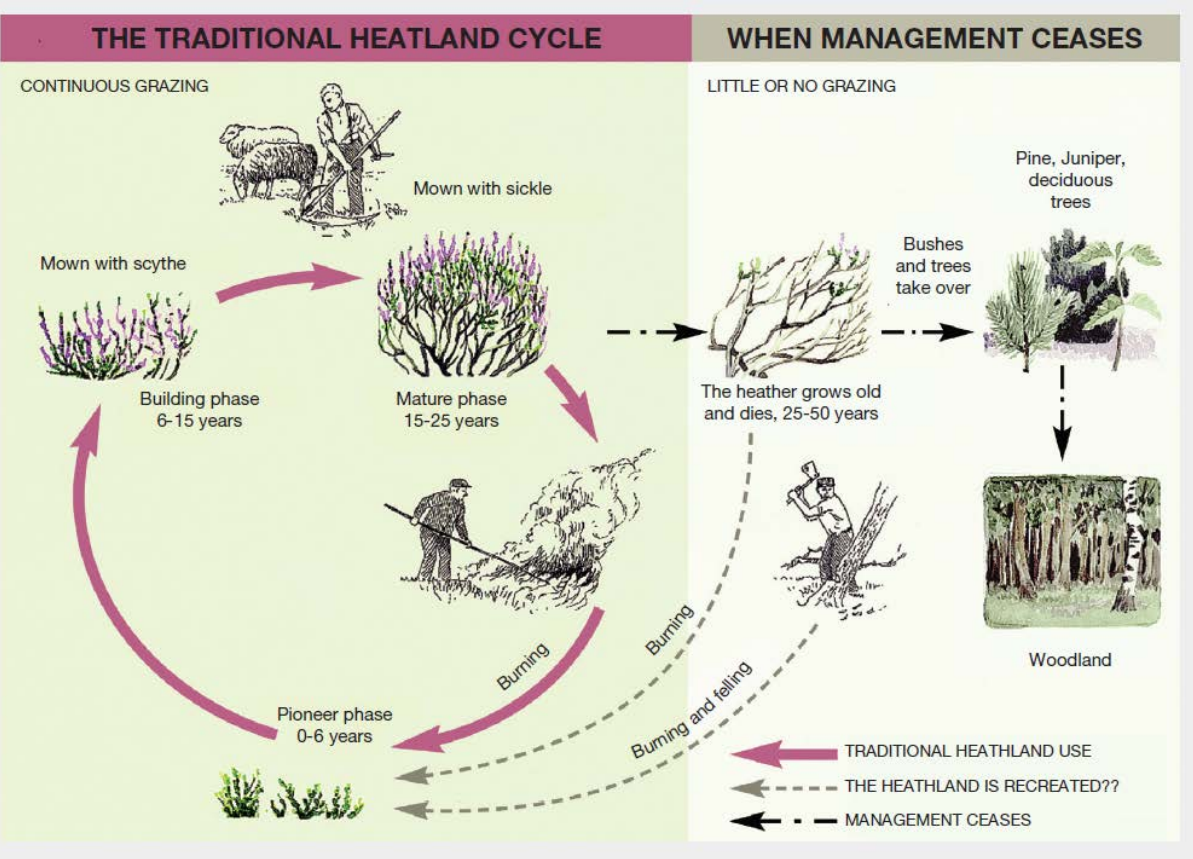 THE TRADITIONAL HEATLAND CYCLE
WHEN MANAGEMENT CEASES
CONTINUOUS GRAZING
LITTLE OR NO GRAZING
Mown with sickle
Mown with scythe
Building phase
6-15 years
Mature phase
15-25 years
Burning
Pioneer phase
0-6 years
Pine, Juniper,
deciduous
trees
Bushes
and trees
take over
The heather grows old
and dies, 25-50 years
Burning
Burning and felling
Woodland
TRADITIONAL HEATHLAND USE
THE HEATHLAND IS RECREATED??
MANAGEMENT CEASES